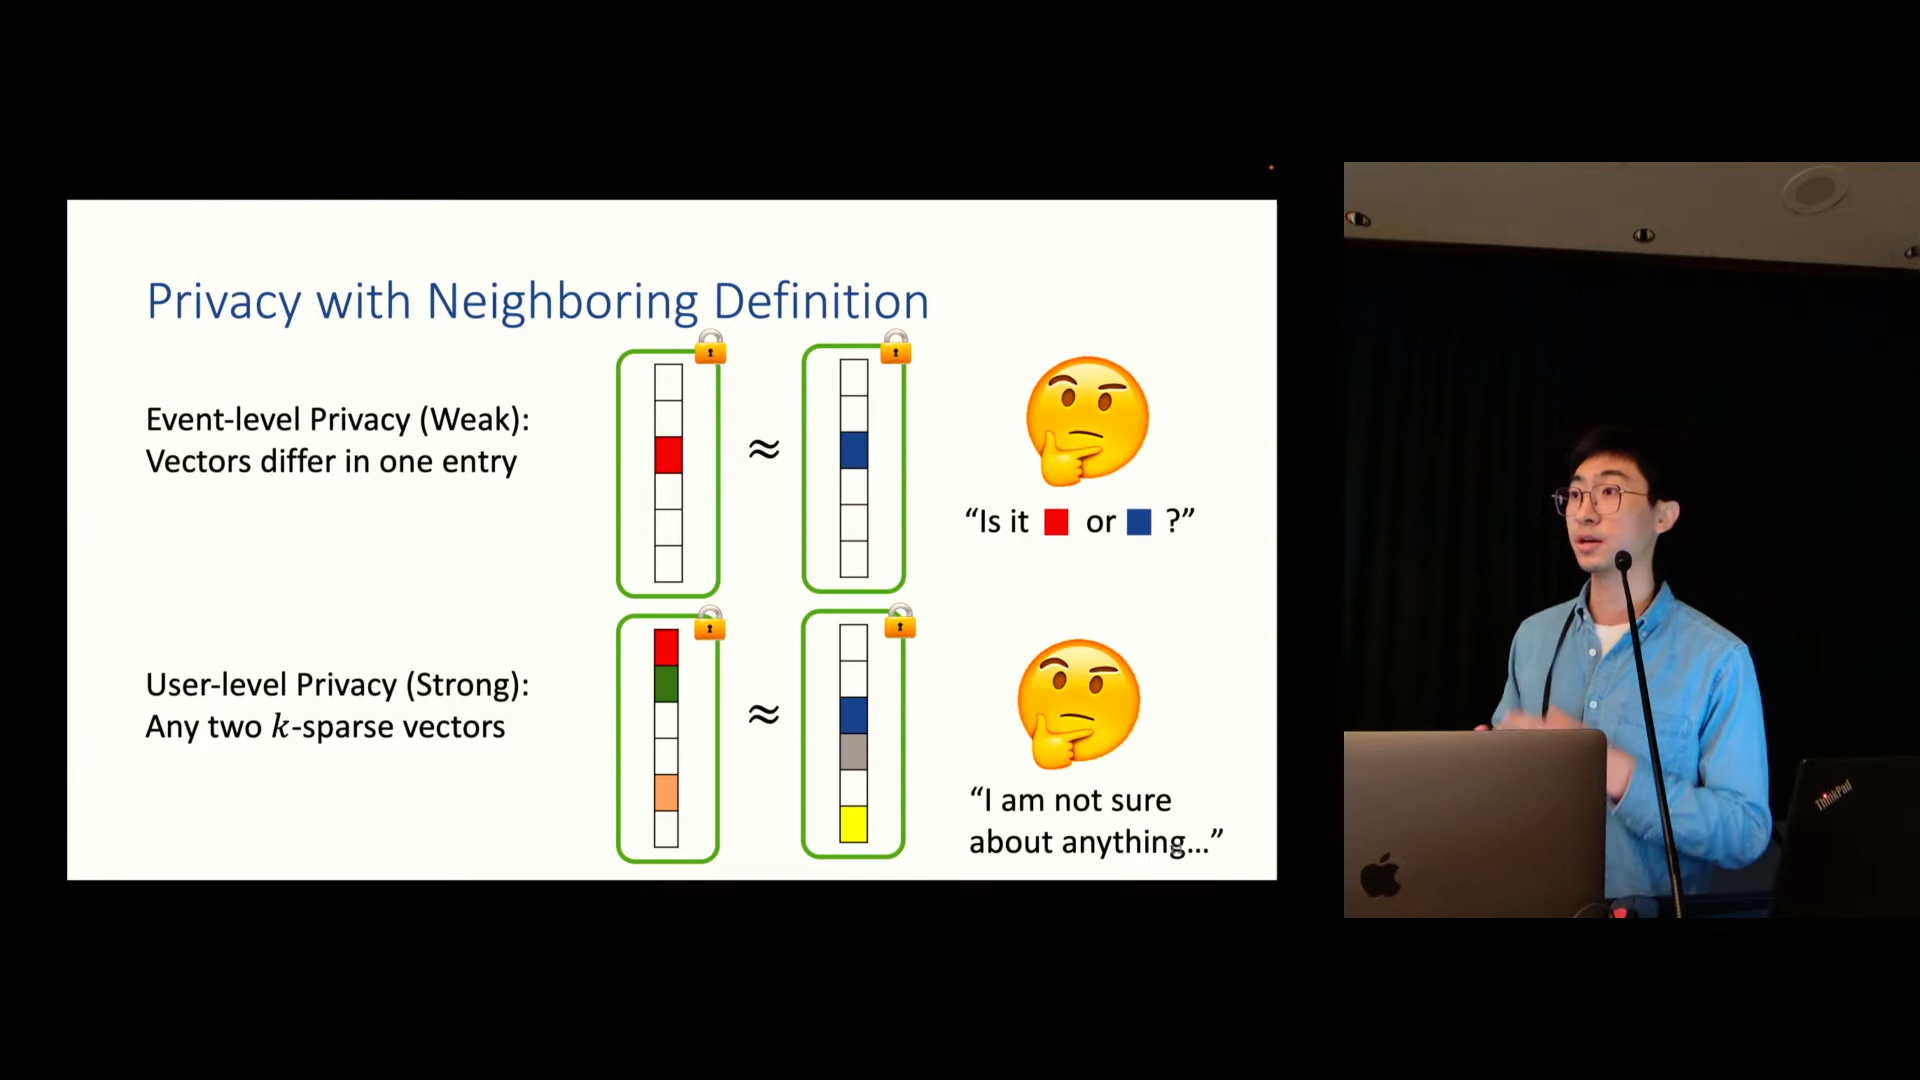 Privacy with Neighboring Definition
Event-level Privacy (Weak):
Vectors differ in one entry
≈
“Is it or ?”
User-level Privacy (Strong):
Any two k-sparse vectors
≈
“I am not sure
about anything...”
ThinkPad